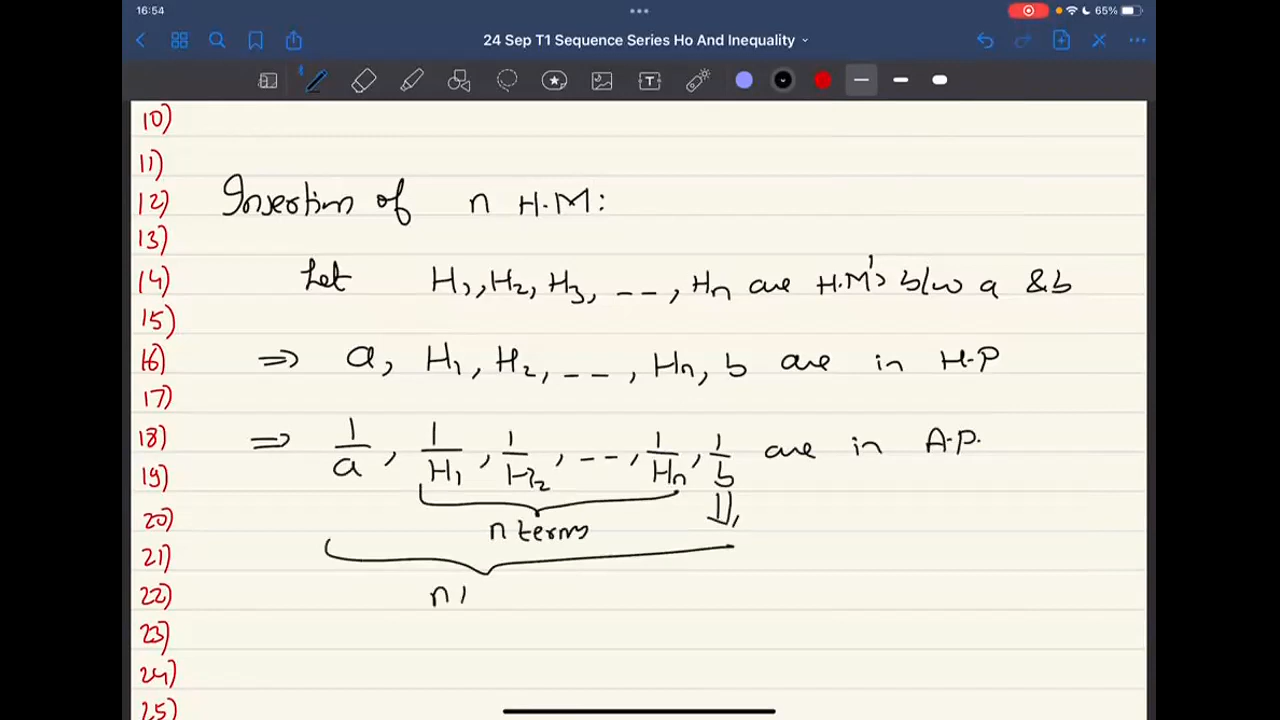 16:54
65%
24 Sep T1 Sequence Series Ho And Inequality
10)
11)
12) Insertion of n H.M:
13)
14) Let H1, H2, H3, --, Hn are H.M's b/w a & b
15)
16) ⇒ a, H1, H2, --, Hn, b are in H.P
17)
18) ⇒ 1/a, 1/H1, 1/H2, --, 1/Hn, 1/b are in A.P.
19)
20) n terms
21)
22) n
23)
24)
25)